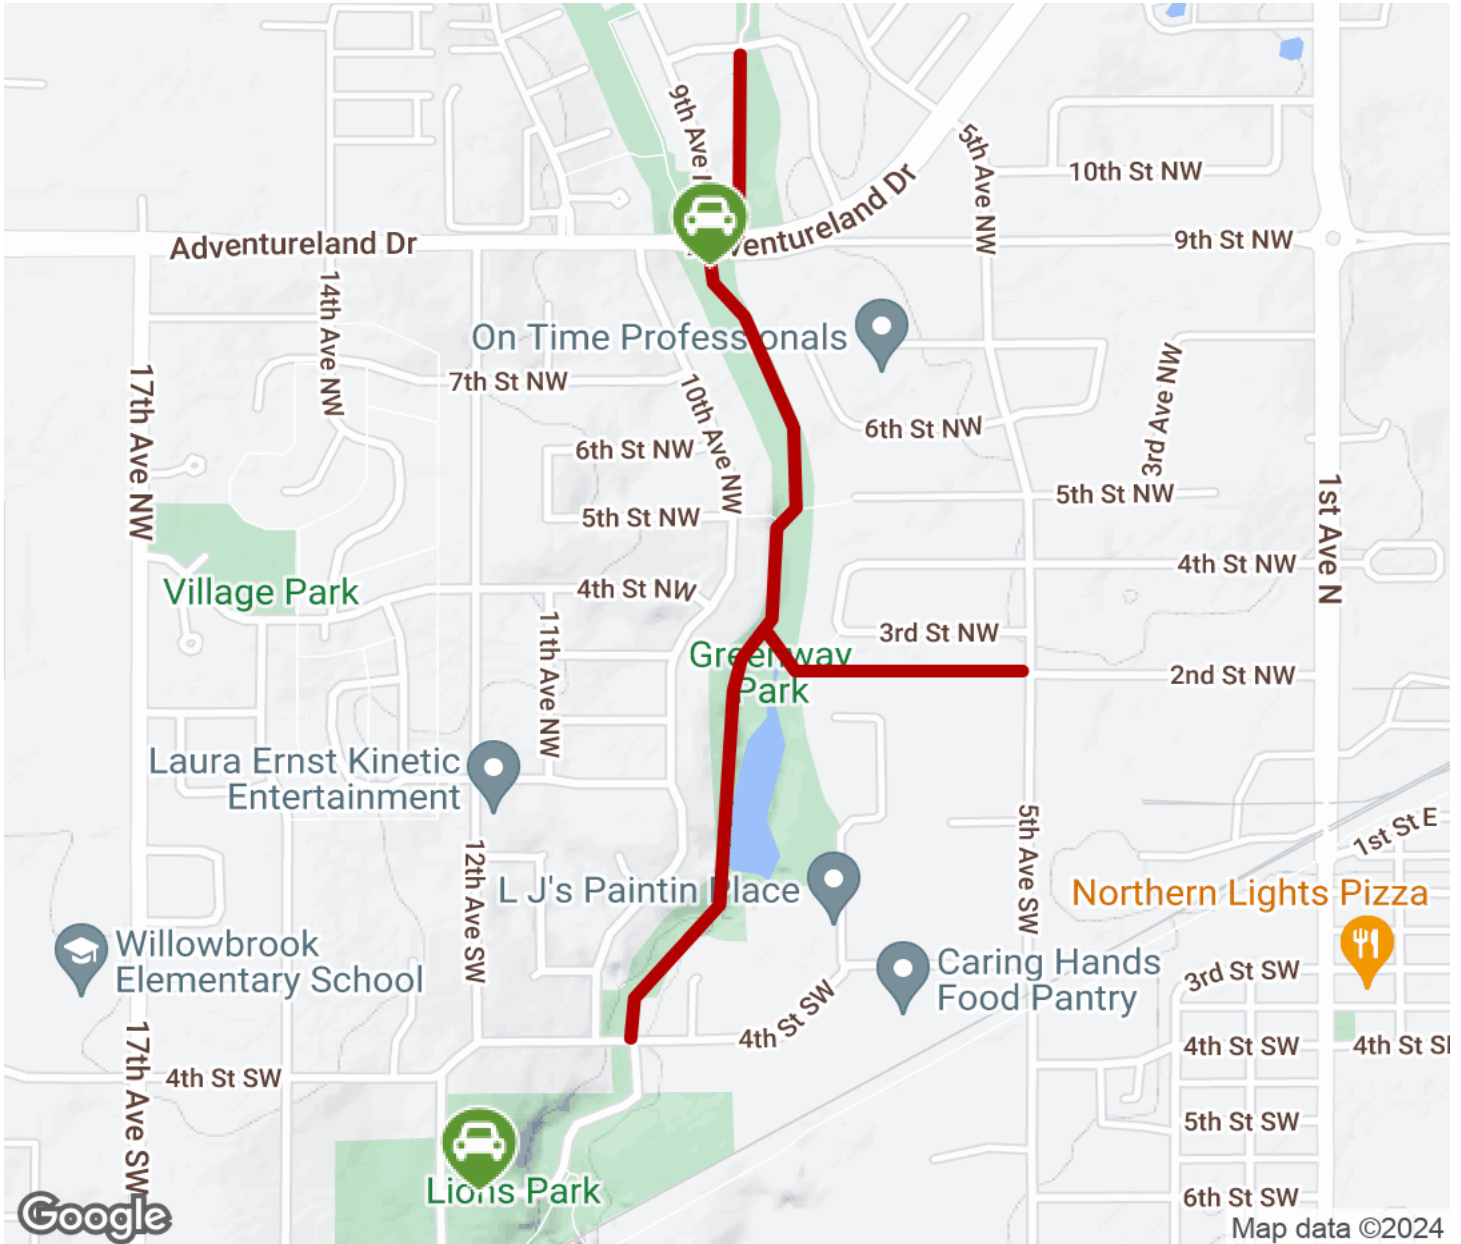 9th Ave
5th Ave NW
10th St NW
Adventureland Dr
ventureland Dr
9th St NW
14th Ave NW
On Time Professionals
17th Ave NW
7th St NW
10th Ave NW
3rd Ave NW
6th St NW
6th St NW
5th St NW
5th St NW
1st Ave N
4th St NW
Village Park
4th St NW
11th Ave NW
3rd St NW
Greenway
Park
2nd St NW
Laura Ernst Kinetic
Entertainment
5th Ave SW
1st St E
12th Ave SW
L J's Paintin Place
Northern Lights Pizza
Willowbrook
Elementary School
Caring Hands
Food Pantry
3rd St SW
4th St SW
4th St SW
4th St
17th Ave SW
4th St SW
5th St SW
Lions Park
6th St SW
Google
Map data ©2024